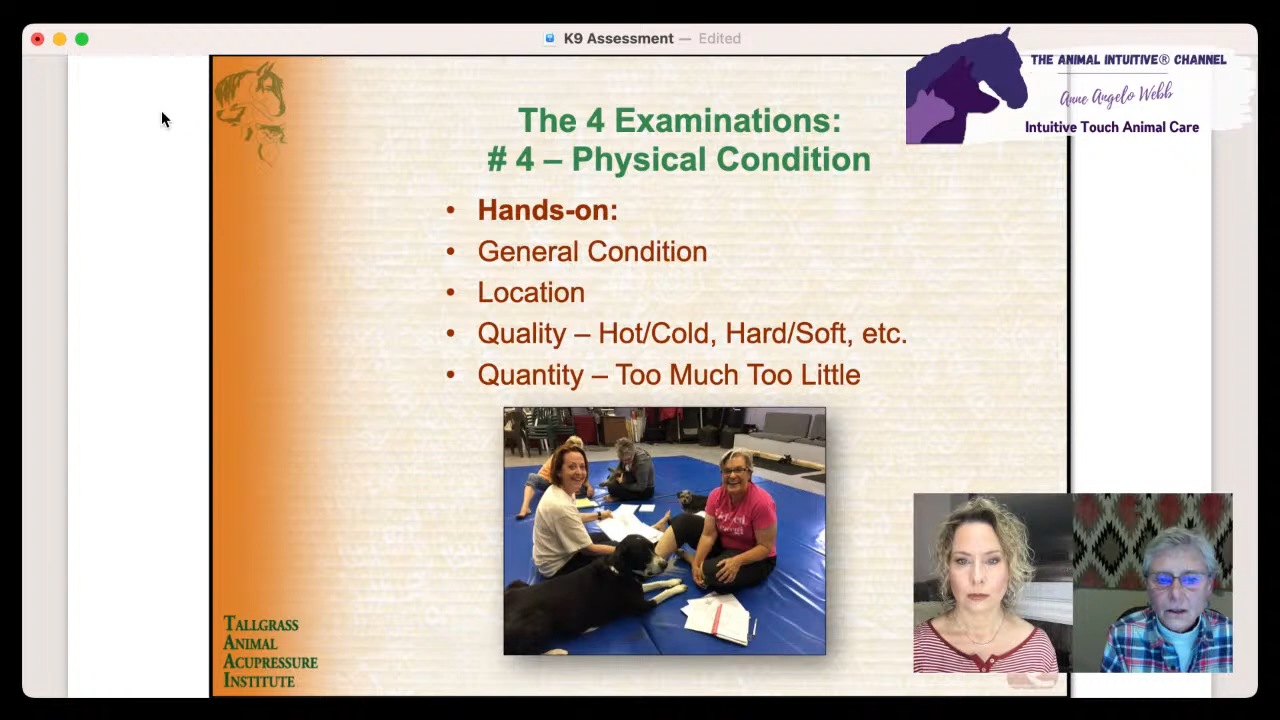 K9 Assessment — Edited
THE ANIMAL INTUITIVE® CHANNEL
Anne Angelo Webb
Intuitive Touch Animal Care
The 4 Examinations:
# 4 – Physical Condition
• Hands-on:
• General Condition
• Location
• Quality – Hot/Cold, Hard/Soft, etc.
• Quantity – Too Much Too Little
TALLGRASS
ANIMAL
ACUPRESSURE
INSTITUTE